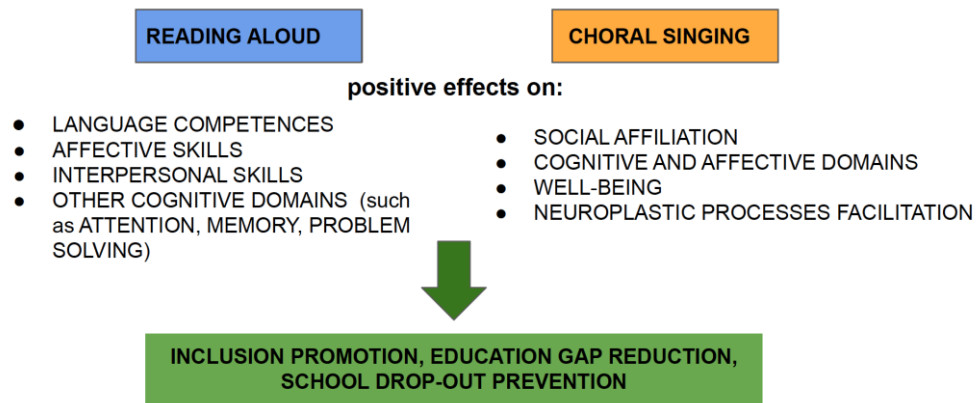 READING ALOUD
CHORAL SINGING
positive effects on:
● LANGUAGE COMPETENCES
● AFFECTIVE SKILLS
● INTERPERSONAL SKILLS
● OTHER COGNITIVE DOMAINS (such
as ATTENTION, MEMORY, PROBLEM
SOLVING)
● SOCIAL AFFILIATION
● COGNITIVE AND AFFECTIVE DOMAINS
● WELL-BEING
● NEUROPLASTIC PROCESSES FACILITATION
INCLUSION PROMOTION, EDUCATION GAP REDUCTION,
SCHOOL DROP-OUT PREVENTION